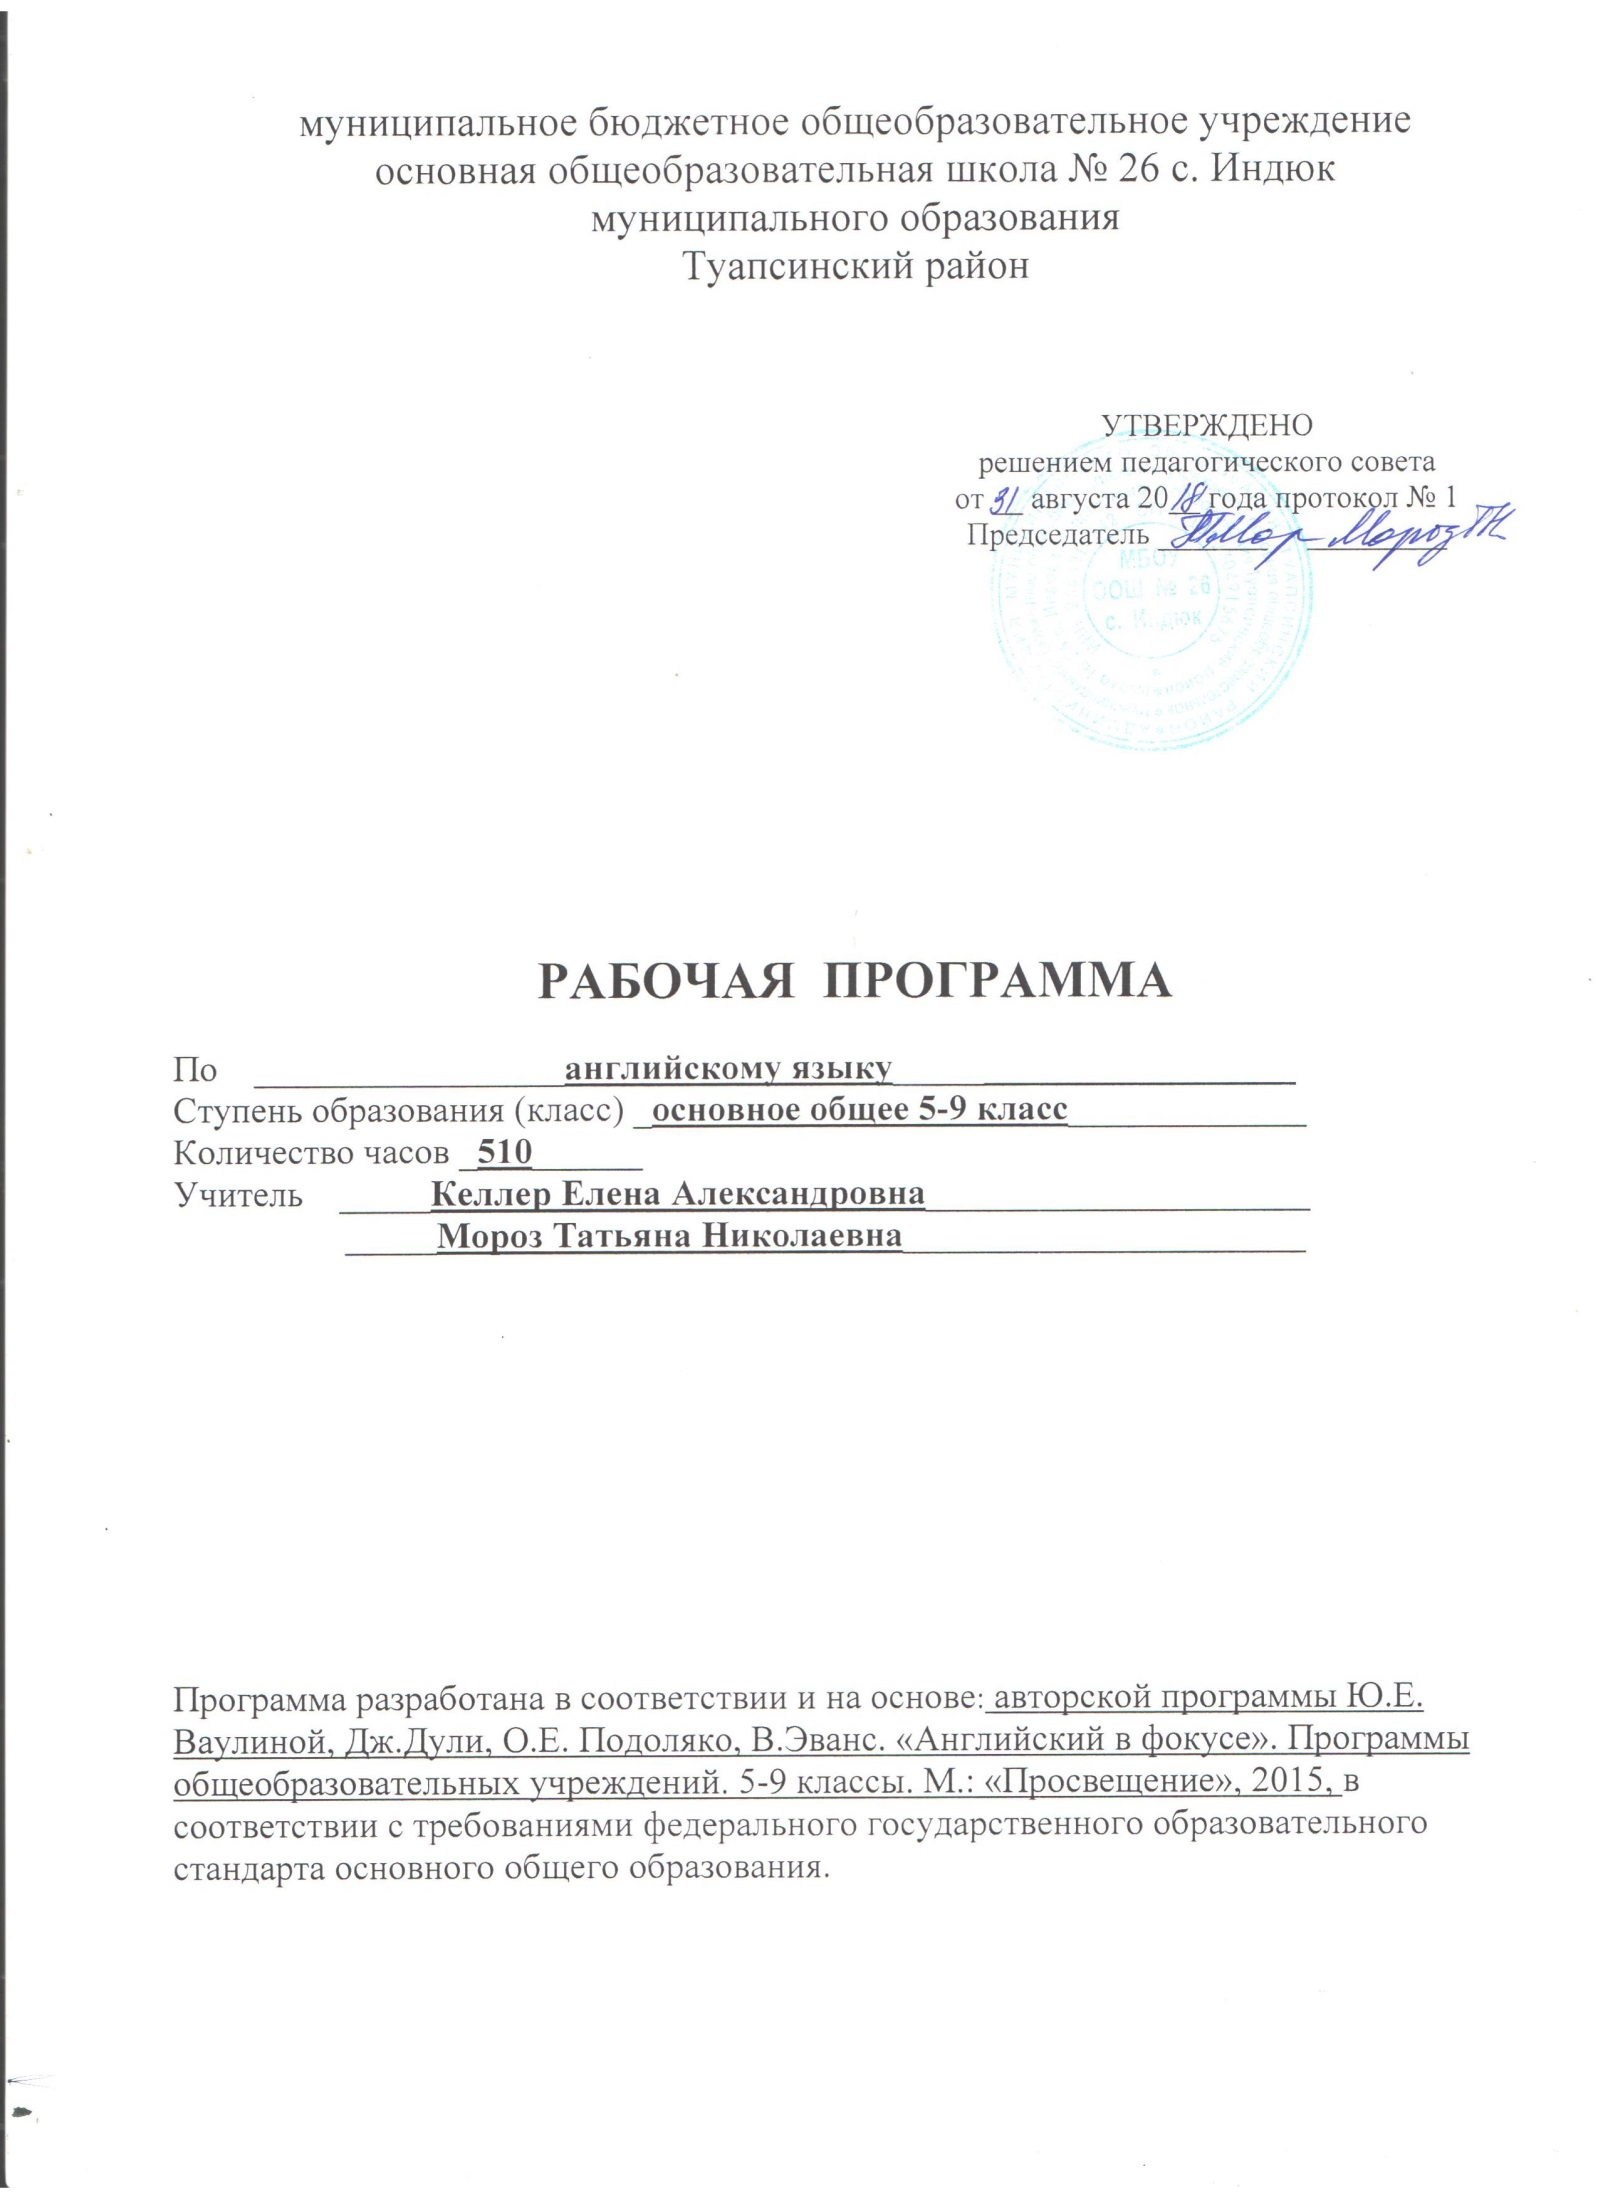 муниципальное бюджетное общеобразовательное учреждение
основная общеобразовательная школа № 26 с. Индюк
муниципального образования
Туапсинский район
УТВЕРЖДЕНО
решением педагогического совета
от 31 августа 2018 года протокол № 1
Председатель Мороз ТН
МБОУ
ООШ № 26
с. Индюк
РАБОЧАЯ ПРОГРАММА
По английскому языку
Ступень образования (класс) основное общее 5-9 класс
Количество часов 510
Учитель Келлер Елена Александровна
Мороз Татьяна Николаевна
Программа разработана в соответствии и на основе: авторской программы Ю.Е.
Ваулиной, Дж.Дули, О.Е. Подоляко, В.Эванс. «Английский в фокусе». Программы
общеобразовательных учреждений. 5-9 классы. М.: «Просвещение», 2015, в
соответствии с требованиями федерального государственного образовательного
стандарта основного общего образования.